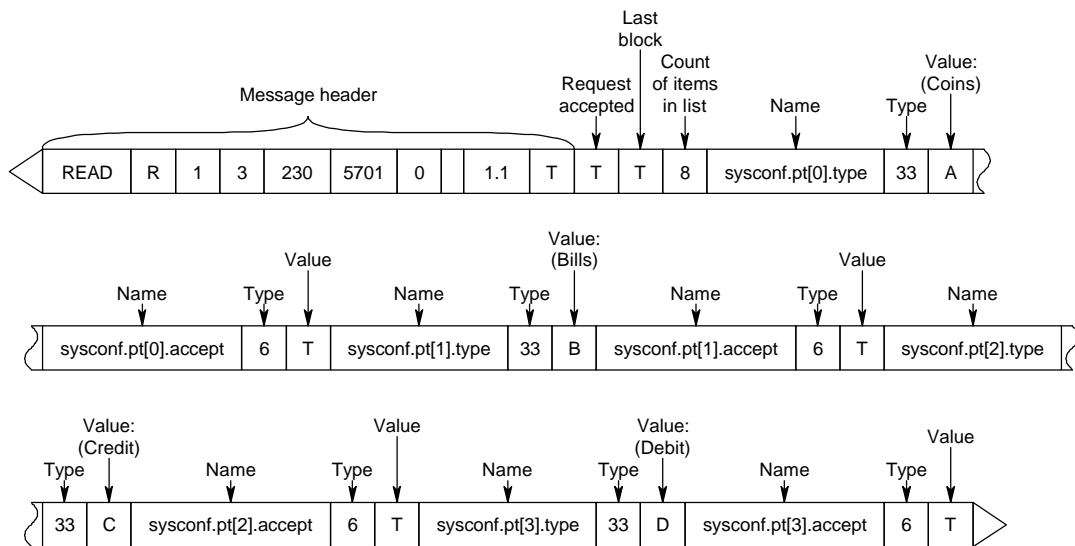 Last
block
Count
of items
in list
Value:
(Coins)
Request
accepted
Message header
Name
Type
READ R 1 3 230 5701 0 1.1 T T T 8 sysconf.pt[0].type 33 A
Value:
(Bills)
Value
Value
Name Type Name Type Name Type Name
sysconf.pt[0].accept 6 T sysconf.pt[1].type 33 B sysconf.pt[1].accept 6 T sysconf.pt[2].type
Value:
(Credit)
Value
Value:
(Debit)
Value
Type Name Type Name Type Name Type
33 C sysconf.pt[2].accept 6 T sysconf.pt[3].type 33 D sysconf.pt[3].accept 6 T